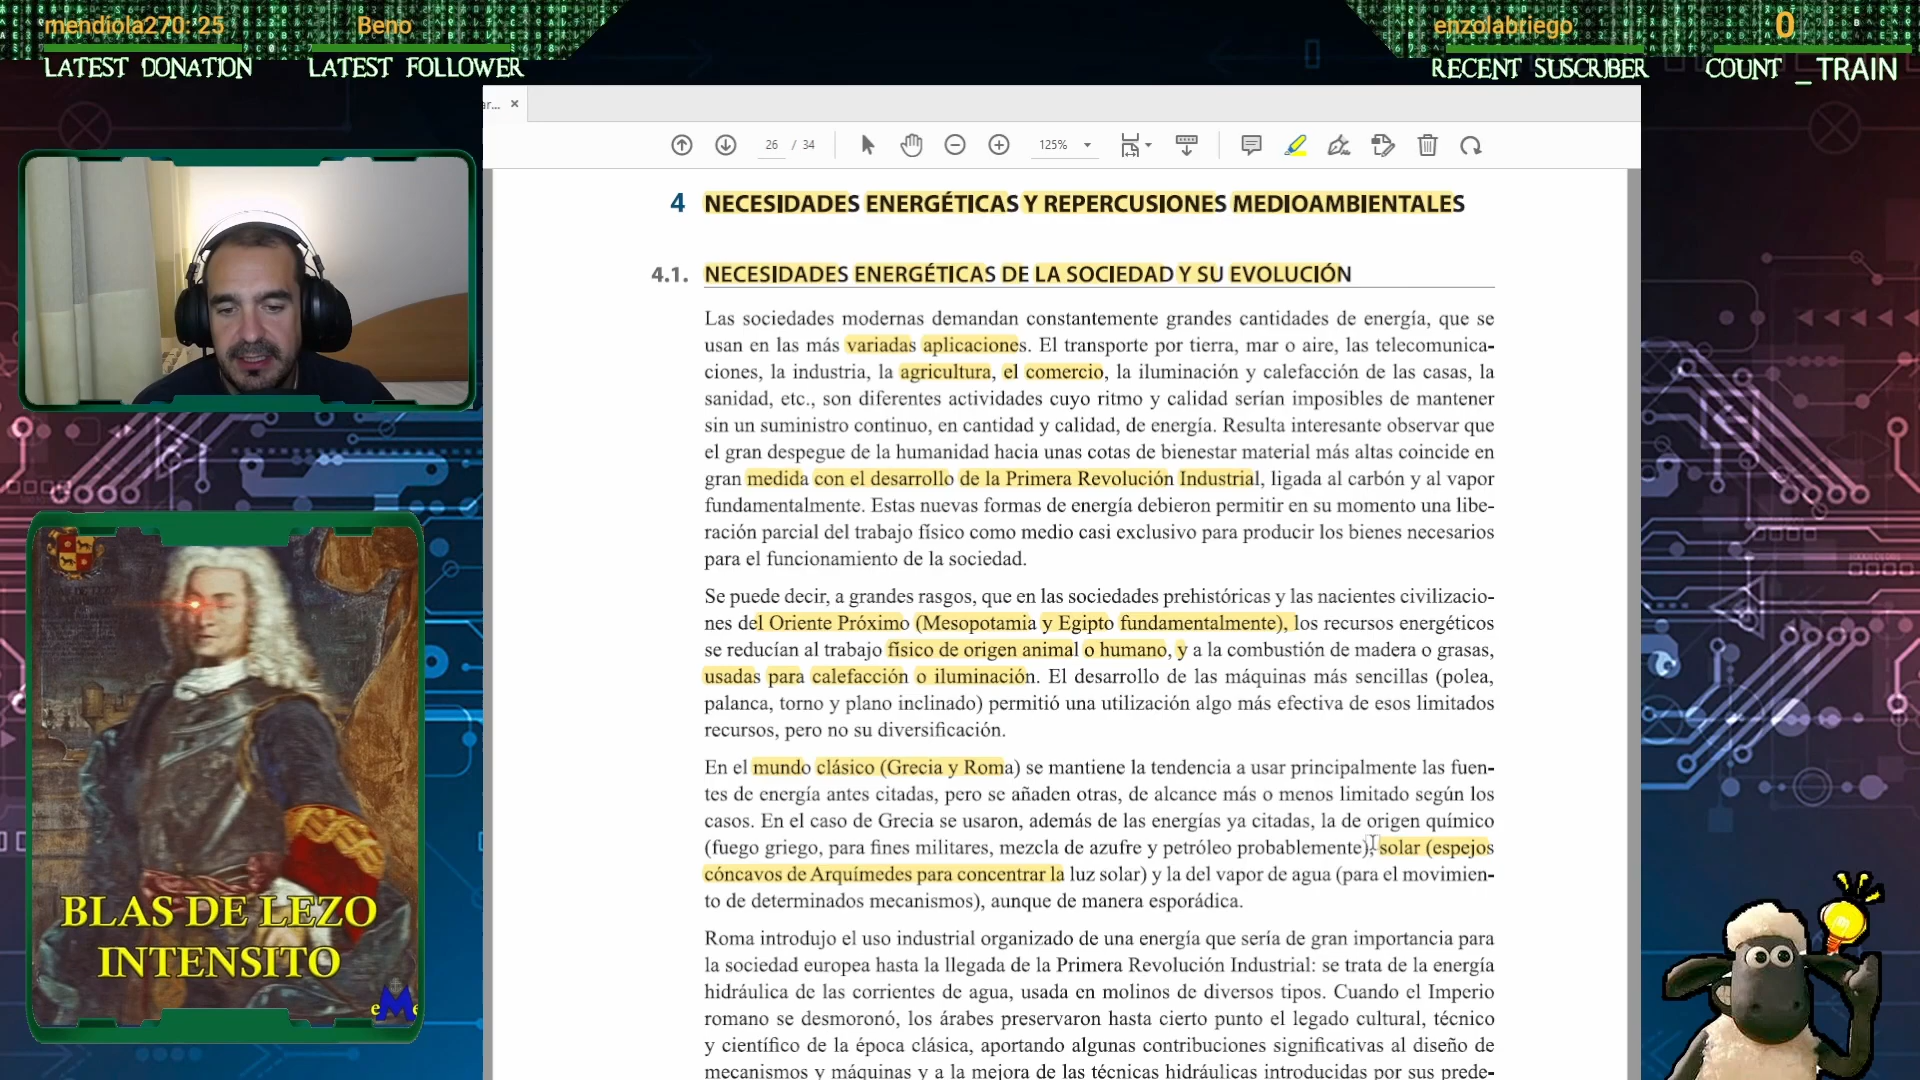 mendiola270: 25
LATEST DONATION
Beno
LATEST FOLLOWER
enzolabriego
RECENT SUSCRIBER
0
COUNT _TRAIN
ar... ×
26 / 34
125%
4 NECESIDADES ENERGÉTICAS Y REPERCUSIONES MEDIOAMBIENTALES
4.1. NECESIDADES ENERGÉTICAS DE LA SOCIEDAD Y SU EVOLUCIÓN
Las sociedades modernas demandan constantemente grandes cantidades de energía, que se
usan en las más variadas aplicaciones. El transporte por tierra, mar o aire, las telecomunica-
ciones, la industria, la agricultura, el comercio, la iluminación y calefacción de las casas, la
sanidad, etc., son diferentes actividades cuyo ritmo y calidad serían imposibles de mantener
sin un suministro continuo, en cantidad y calidad, de energía. Resulta interesante observar que
el gran despegue de la humanidad hacia unas cotas de bienestar material más altas coincide en
gran medida con el desarrollo de la Primera Revolución Industrial, ligada al carbón y al vapor
fundamentalmente. Estas nuevas formas de energía debieron permitir en su momento una libe-
ración parcial del trabajo físico como medio casi exclusivo para producir los bienes necesarios
para el funcionamiento de la sociedad.
Se puede decir, a grandes rasgos, que en las sociedades prehistóricas y las nacientes civilizacio-
nes del Oriente Próximo (Mesopotamia y Egipto fundamentalmente), los recursos energéticos
se reducían al trabajo físico de origen animal o humano, y a la combustión de madera o grasas,
usadas para calefacción o iluminación. El desarrollo de las máquinas más sencillas (polea,
palanca, torno y plano inclinado) permitió una utilización algo más efectiva de esos limitados
recursos, pero no su diversificación.
En el mundo clásico (Grecia y Roma) se mantiene la tendencia a usar principalmente las fuen-
tes de energía antes citadas, pero se añaden otras, de alcance más o menos limitado según los
casos. En el caso de Grecia se usaron, además de las energías ya citadas, la de origen químico
(fuego griego, para fines militares, mezcla de azufre y petróleo probablemente), solar (espejos
cóncavos de Arquímedes para concentrar la luz solar) y la del vapor de agua (para el movimien-
to de determinados mecanismos), aunque de manera esporádica.
Roma introdujo el uso industrial organizado de una energía que sería de gran importancia para
la sociedad europea hasta la llegada de la Primera Revolución Industrial: se trata de la energía
hidráulica de las corrientes de agua, usada en molinos de diversos tipos. Cuando el Imperio
romano se desmoronó, los árabes preservaron hasta cierto punto el legado cultural, técnico
y científico de la época clásica, aportando algunas contribuciones significativas al diseño de
mecanismos y máquinas y a la mejora de las técnicas hidráulicas introducidas por sus prede-
BLAS DE LEZO
INTENSITO